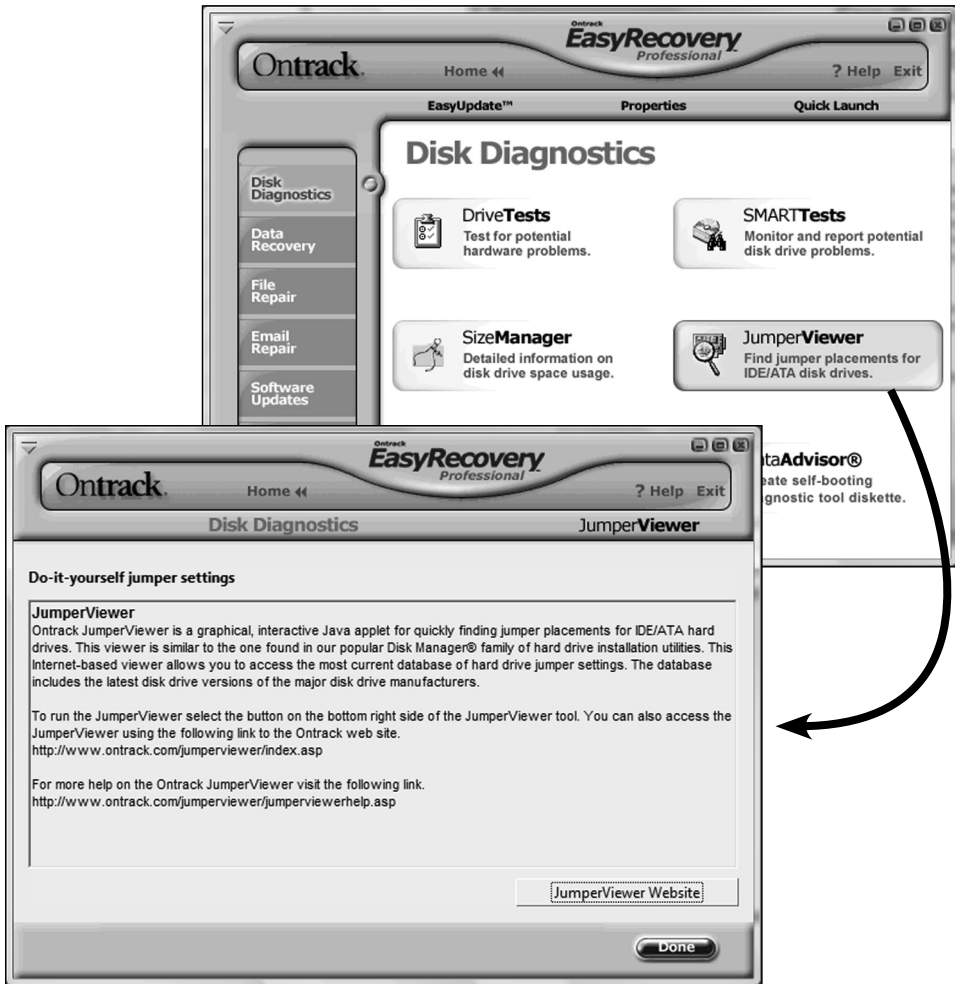 Ontrack
EasyRecovery
Professional
Ontrack.
Home
? Help Exit
EasyUpdate™ Properties Quick Launch
Disk Diagnostics
Disk
Diagnostics
Data
Recovery
File
Repair
Email
Repair
Software
Updates
DriveTests
Test for potential
hardware problems.
SMARTTests
Monitor and report potential
disk drive problems.
SizeManager
Detailed information on
disk drive space usage.
JumperViewer
Find jumper placements for
IDE/ATA disk drives.
taAdvisor®
eate self-booting
gnostic tool diskette.
Ontrack
EasyRecovery
Professional
Ontrack.
Home
? Help Exit
Disk Diagnostics JumperViewer
Do-it-yourself jumper settings
JumperViewer
Ontrack JumperViewer is a graphical, interactive Java applet for quickly finding jumper placements for IDE/ATA hard
drives. This viewer is similar to the one found in our popular Disk Manager® family of hard drive installation utilities. This
Internet-based viewer allows you to access the most current database of hard drive jumper settings. The database
includes the latest disk drive versions of the major disk drive manufacturers.
To run the JumperViewer select the button on the bottom right side of the JumperViewer tool. You can also access the
JumperViewer using the following link to the Ontrack web site.
http://www.ontrack.com/jumperviewer/index.asp
For more help on the Ontrack JumperViewer visit the following link.
http://www.ontrack.com/jumperviewer/jumperviewerhelp.asp
JumperViewer Website
Done